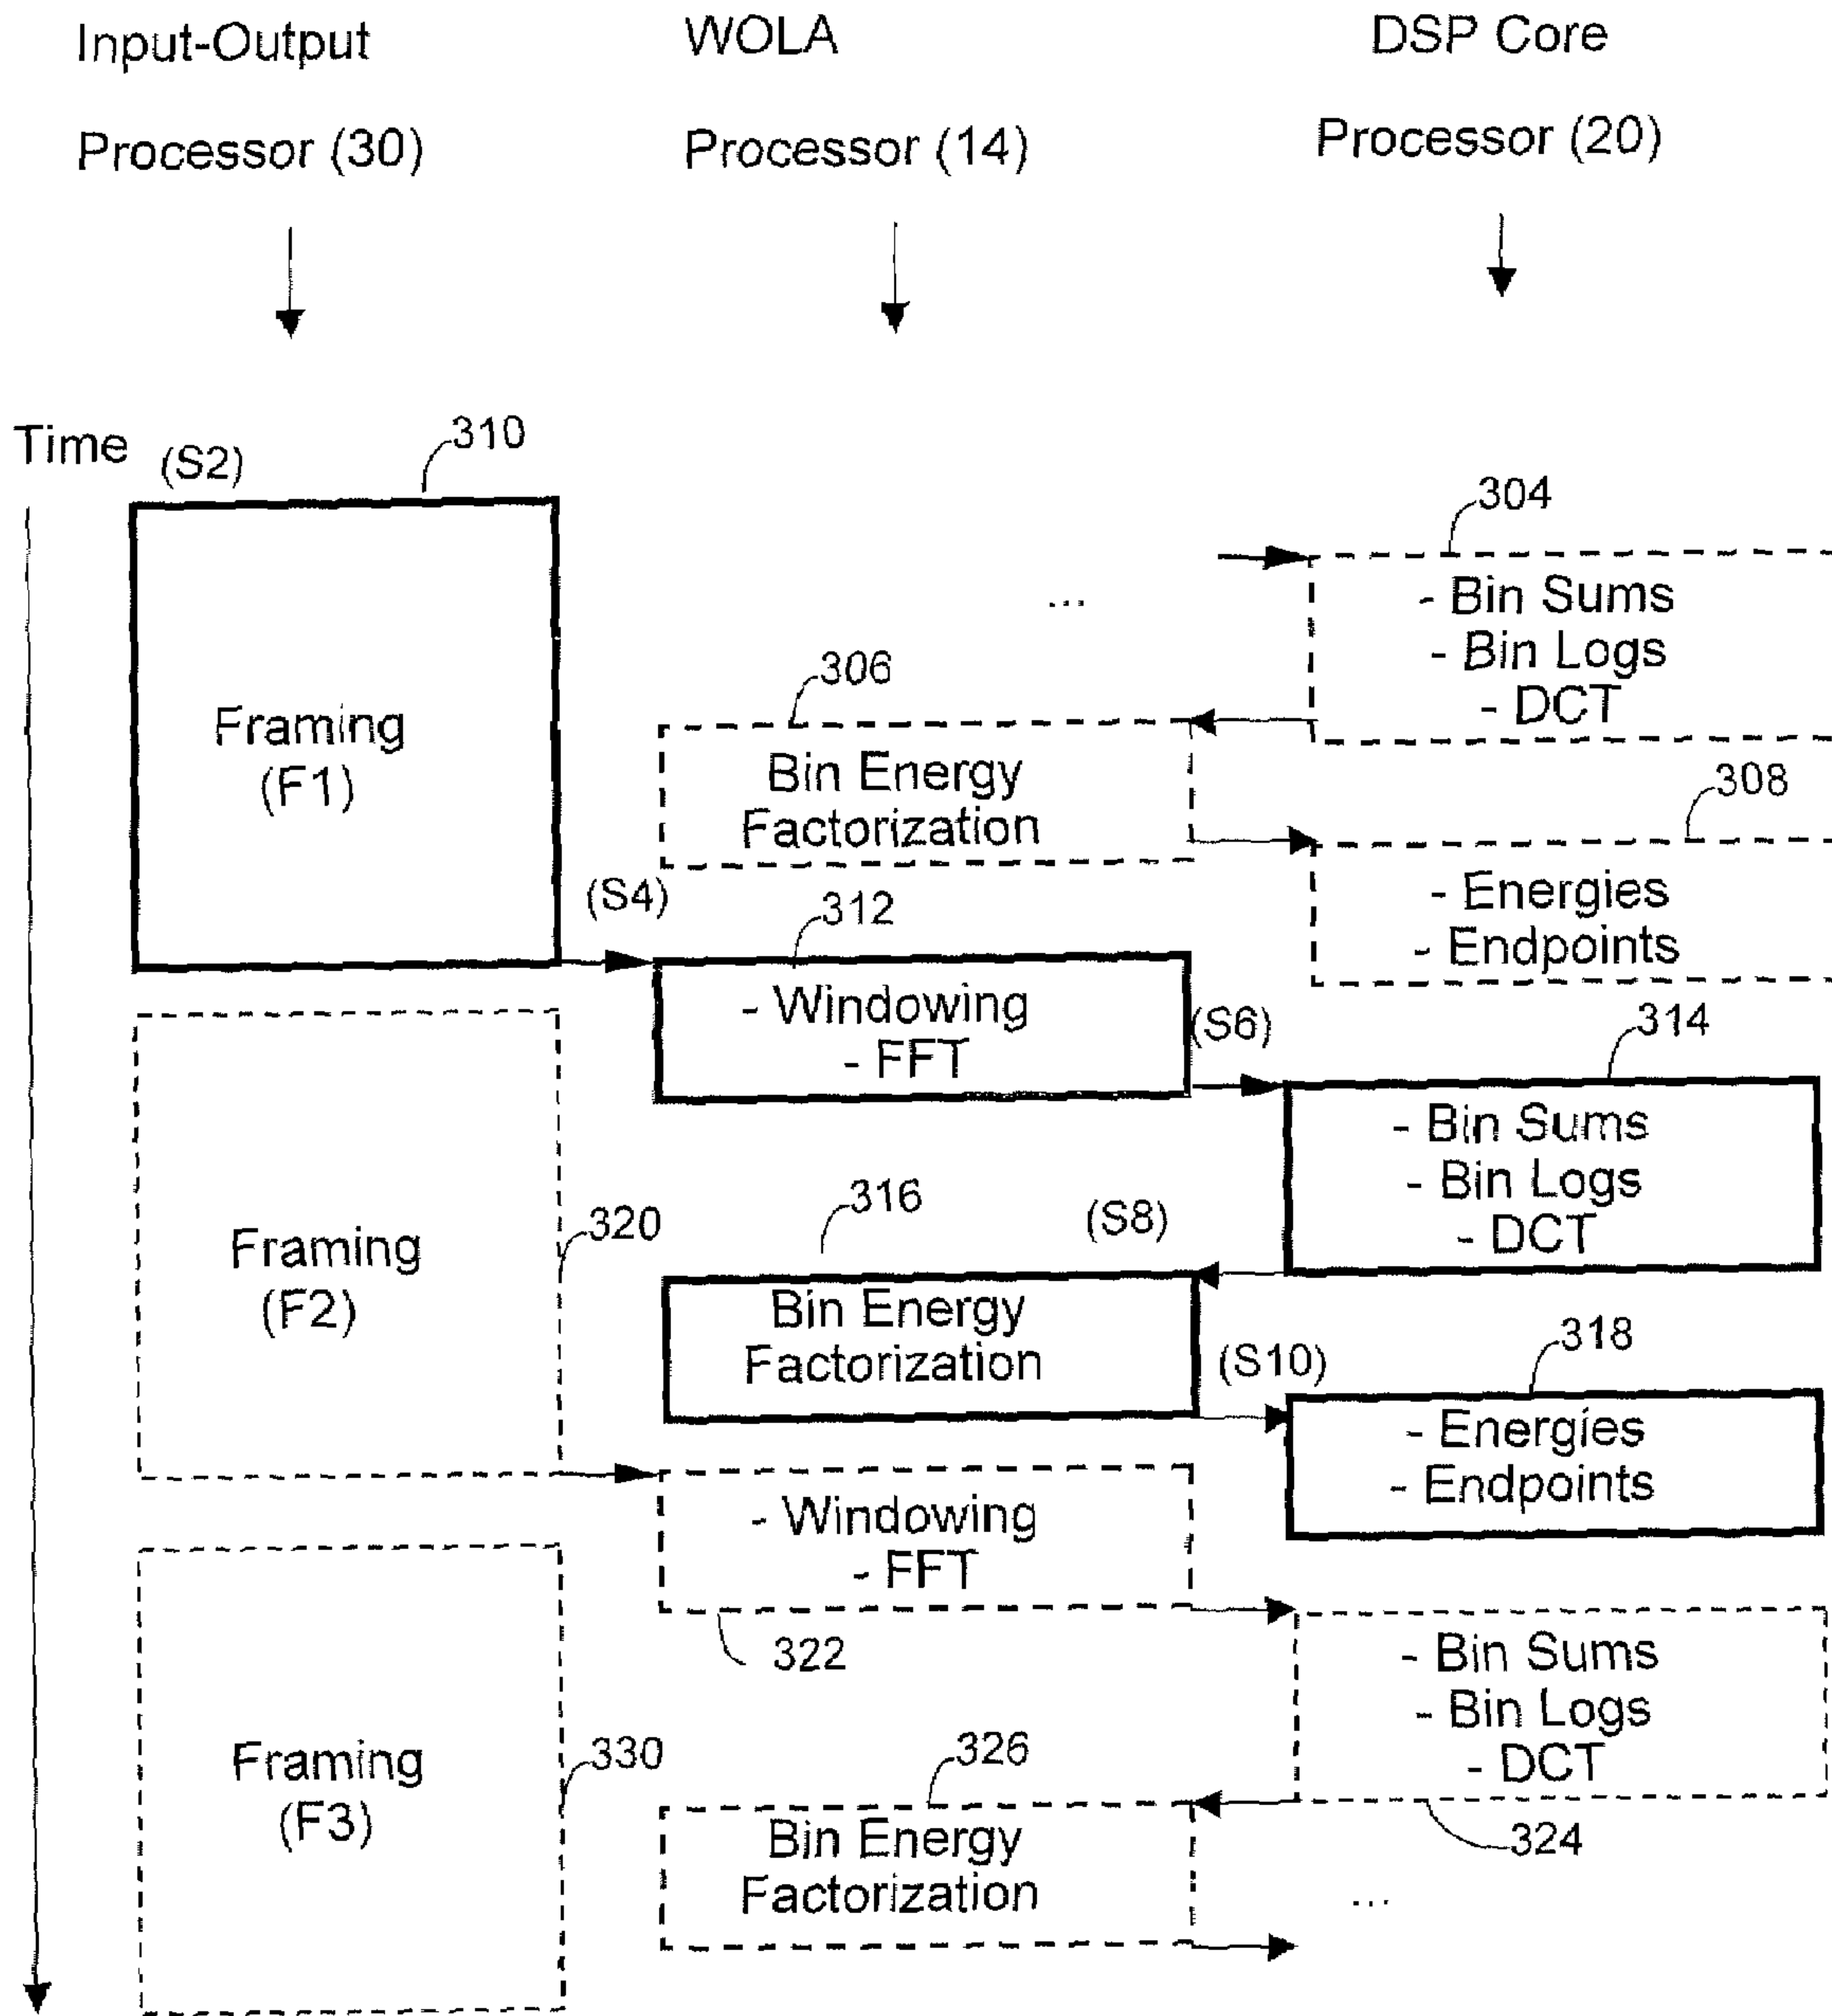 Input-Output
Processor (30)
WOLA
Processor (14)
DSP Core
Processor (20)
Time
(S2)
310
Framing
(F1)
304
- Bin Sums
- Bin Logs
- DCT
...
306
Bin Energy
Factorization
308
- Energies
- Endpoints
(S4)
312
- Windowing
- FFT
(S6)
314
- Bin Sums
- Bin Logs
- DCT
Framing
(F2)
320
316
(S8)
Bin Energy
Factorization
(S10)
318
- Energies
- Endpoints
- Windowing
- FFT
322
- Bin Sums
- Bin Logs
- DCT
324
Framing
(F3)
330
326
Bin Energy
Factorization
...